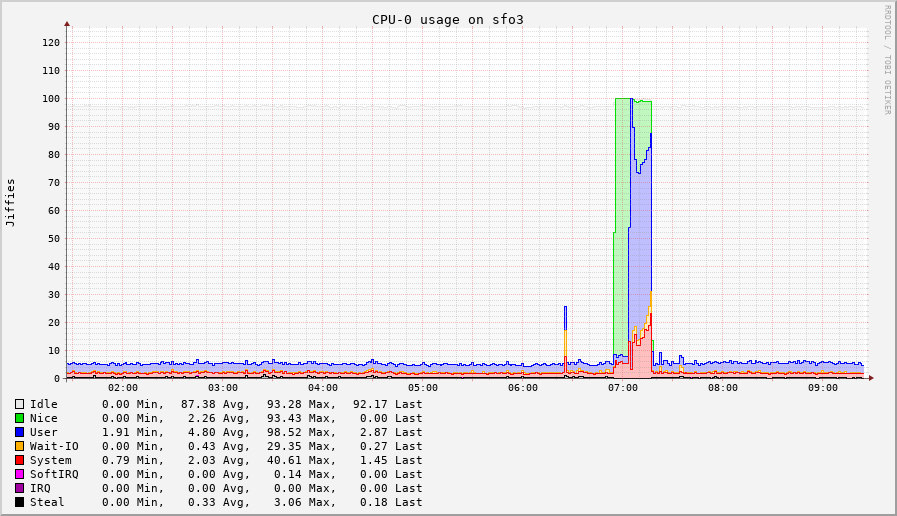 CPU-0 usage on sfo3
RRDTOOL / TOBI OETIKER
Jiffies
120
110
100
90
80
70
60
50
40
30
20
10
0
02:00 03:00 04:00 05:00 06:00 07:00 08:00 09:00
Idle 0.00 Min, 87.38 Avg, 93.28 Max, 92.17 Last
Nice 0.00 Min, 2.26 Avg, 93.43 Max, 0.00 Last
User 1.91 Min, 4.80 Avg, 98.52 Max, 2.87 Last
Wait-IO 0.00 Min, 0.43 Avg, 29.35 Max, 0.27 Last
System 0.79 Min, 2.03 Avg, 40.61 Max, 1.45 Last
SoftIRQ 0.00 Min, 0.00 Avg, 0.14 Max, 0.00 Last
IRQ 0.00 Min, 0.00 Avg, 0.00 Max, 0.00 Last
Steal 0.00 Min, 0.33 Avg, 3.06 Max, 0.18 Last